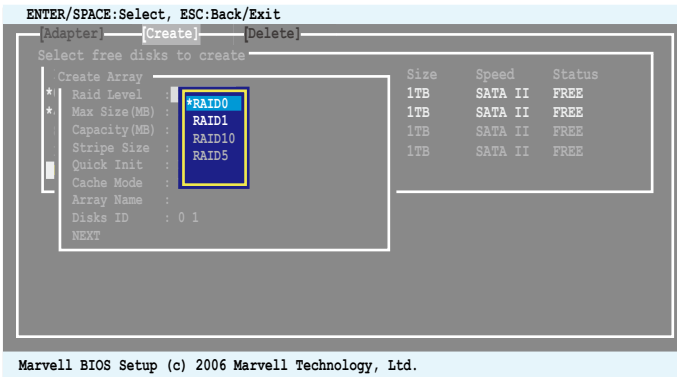 ENTER/SPACE:Select, ESC:Back/Exit
[Adapter] [Create] [Delete]
Select free disks to create
Create Array Size Speed Status
* Raid Level : *RAID0 1TB SATA II FREE
* Max Size(MB) : RAID1 1TB SATA II FREE
Capacity(MB) : RAID10 1TB SATA II FREE
Stripe Size : RAID5 1TB SATA II FREE
Quick Init :
Cache Mode :
Array Name :
Disks ID : 0 1
NEXT
Marvell BIOS Setup (c) 2006 Marvell Technology, Ltd.